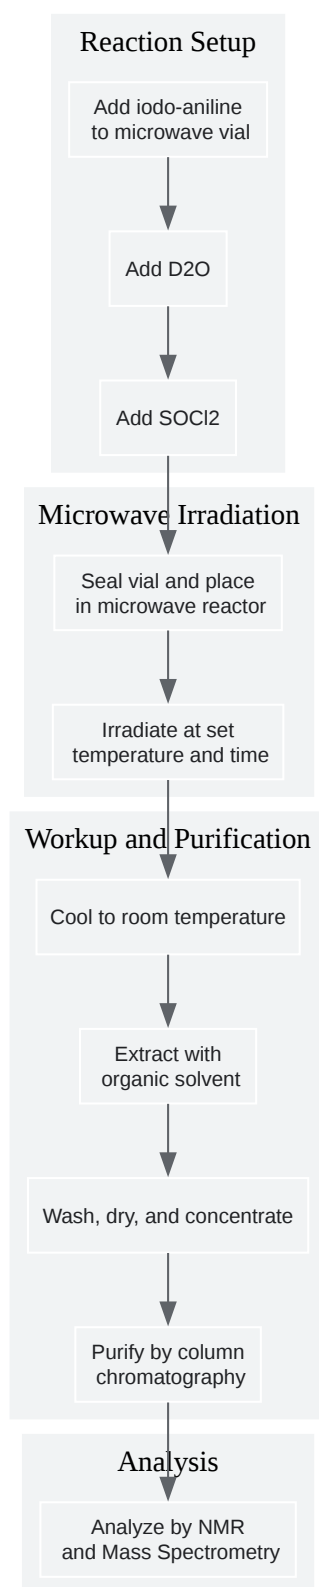 Reaction Setup
Add iodo-aniline
to microwave vial
Add D2O
Add SOCl2
Microwave Irradiation
Seal vial and place
in microwave reactor
Irradiate at set
temperature and time
Workup and Purification
Cool to room temperature
Extract with
organic solvent
Wash, dry, and concentrate
Purify by column
chromatography
Analysis
Analyze by NMR
and Mass Spectrometry